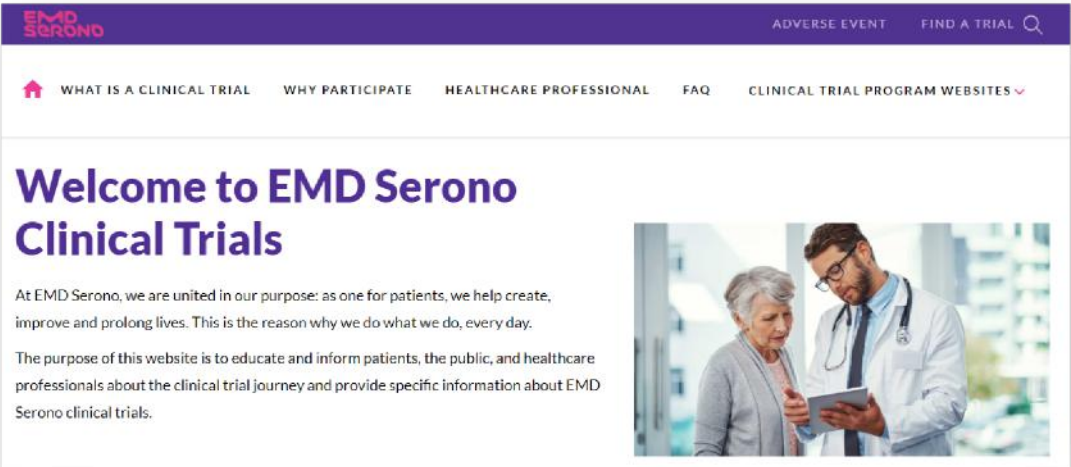 EMD
SERONO
ADVERSE EVENT FIND A TRIAL
WHAT IS A CLINICAL TRIAL WHY PARTICIPATE HEALTHCARE PROFESSIONAL FAQ CLINICAL TRIAL PROGRAM WEBSITES
Welcome to EMD Serono
Clinical Trials
At EMD Serono, we are united in our purpose: as one for patients, we help create,
improve and prolong lives. This is the reason why we do what we do, every day.
The purpose of this website is to educate and inform patients, the public, and healthcare
professionals about the clinical trial journey and provide specific information about EMD
Serono clinical trials.